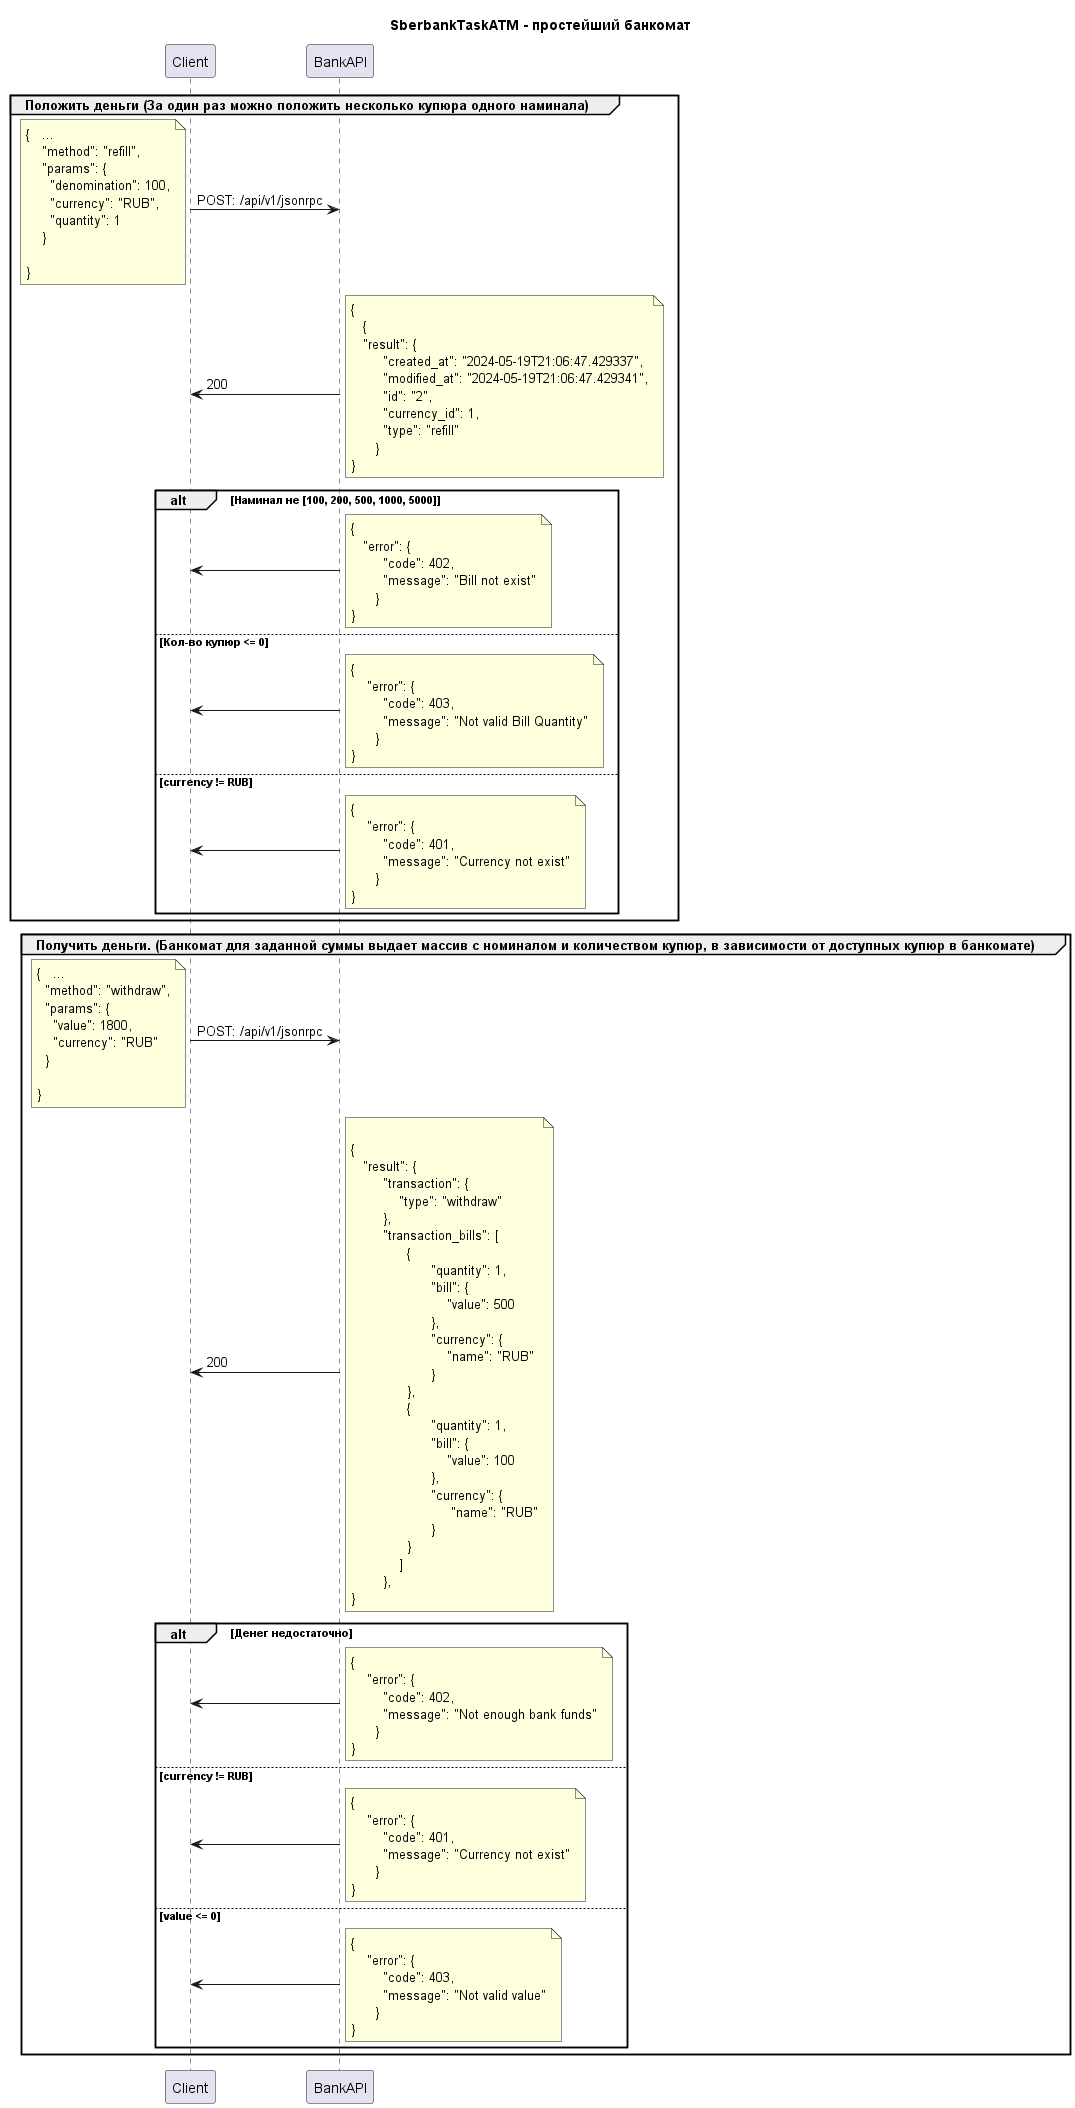 SberbankTaskATM - простейший банкомат
Client
BankAPI
Положить деньги (За один раз можно положить несколько купюра одного наминала)
{ ...
"method": "refill",
"params": {
"denomination": 100,
"currency": "RUB",
"quantity": 1
}
}
POST: /api/v1/jsonrpc
{
{
"result": {
"created_at": "2024-05-19T21:06:47.429337",
"modified_at": "2024-05-19T21:06:47.429341",
"id": "2",
"currency_id": 1,
"type": "refill"
}
}
200
alt
[Наминал не [100, 200, 500, 1000, 5000]]
{
"error": {
"code": 402,
"message": "Bill not exist"
}
}
[Кол-во купюр <= 0]
{
"error": {
"code": 403,
"message": "Not valid Bill Quantity"
}
}
[currency != RUB]
{
"error": {
"code": 401,
"message": "Currency not exist"
}
}
Получить деньги. (Банкомат для заданной суммы выдает массив с номиналом и количеством купюр, в зависимости от доступных купюр в банкомате)
{ ...
"method": "withdraw",
"params": {
"value": 1800,
"currency": "RUB"
}
}
POST: /api/v1/jsonrpc
{
"result": {
"transaction": {
"type": "withdraw"
},
"transaction_bills": [
{
"quantity": 1,
"bill": {
"value": 500
},
"currency": {
"name": "RUB"
}
},
{
"quantity": 1,
"bill": {
"value": 100
},
"currency": {
"name": "RUB"
}
}
]
},
}
200
alt
[Денег недостаточно]
{
"error": {
"code": 402,
"message": "Not enough bank funds"
}
}
[currency != RUB]
{
"error": {
"code": 401,
"message": "Currency not exist"
}
}
[value <= 0]
{
"error": {
"code": 403,
"message": "Not valid value"
}
}
Client
BankAPI